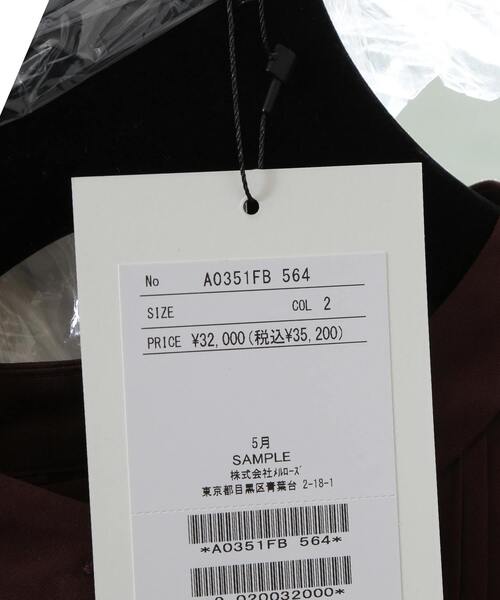 No A0351FB 564
SIZE COL 2
PRICE ¥32,000(税込¥35,200)
5月
SAMPLE
株式会社ﾒﾙﾛｰｽﾞ
東京都目黒区青葉台 2-18-1
*A0351FB 564*
020032000*